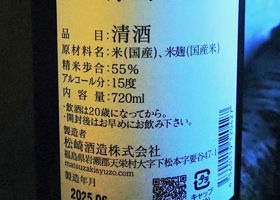 品目：清酒
原材料名：米(国産)、米麹(国産米)
精米歩合：55%
アルコール分：15度
内容量：720ml
・飲酒は20歳になってから。
・開封後はお早めにお飲み下さい。
製造者
松崎酒造株式会社
福島県岩瀬郡天栄村大字下松本字要谷47-1
matsuzakisyuzo.com
製造年月
2025.06
キャップ